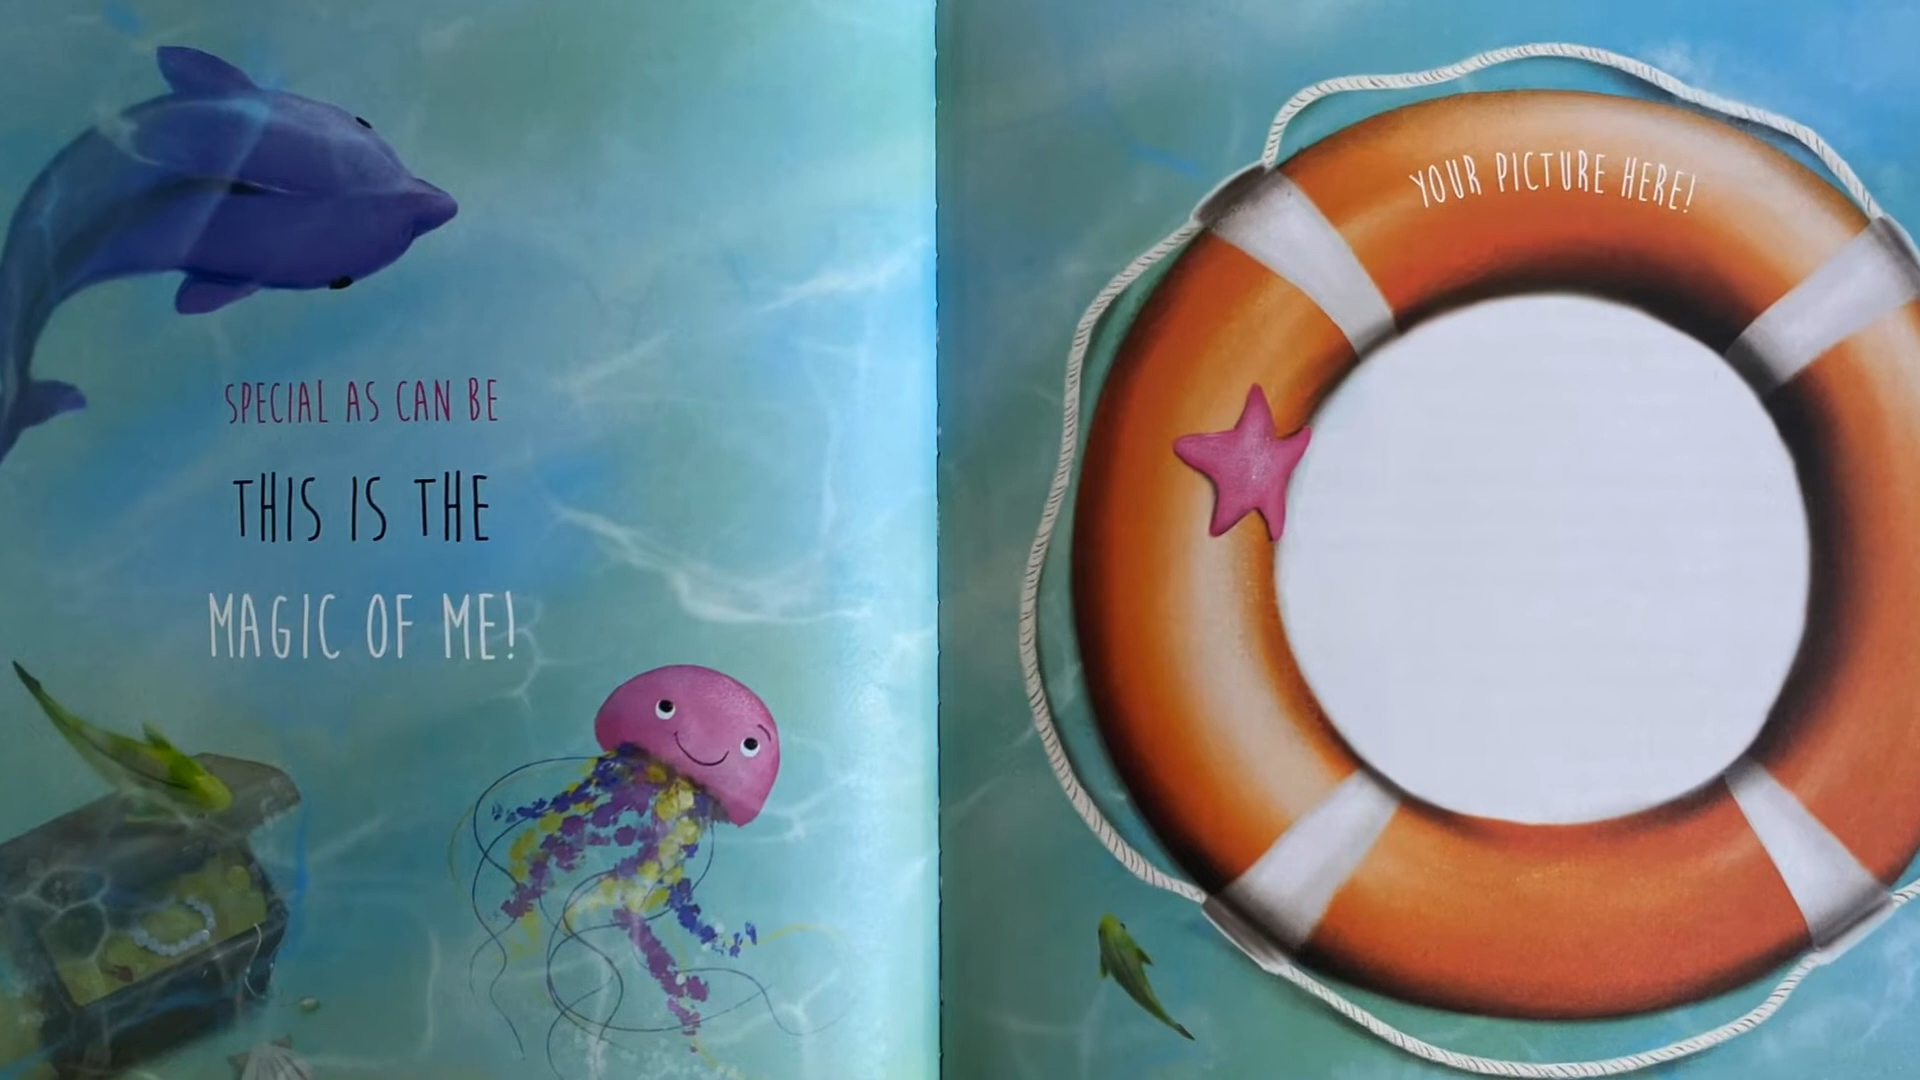 SPECIAL AS CAN BE
THIS IS THE
MAGIC OF ME!
YOUR PICTURE HERE!